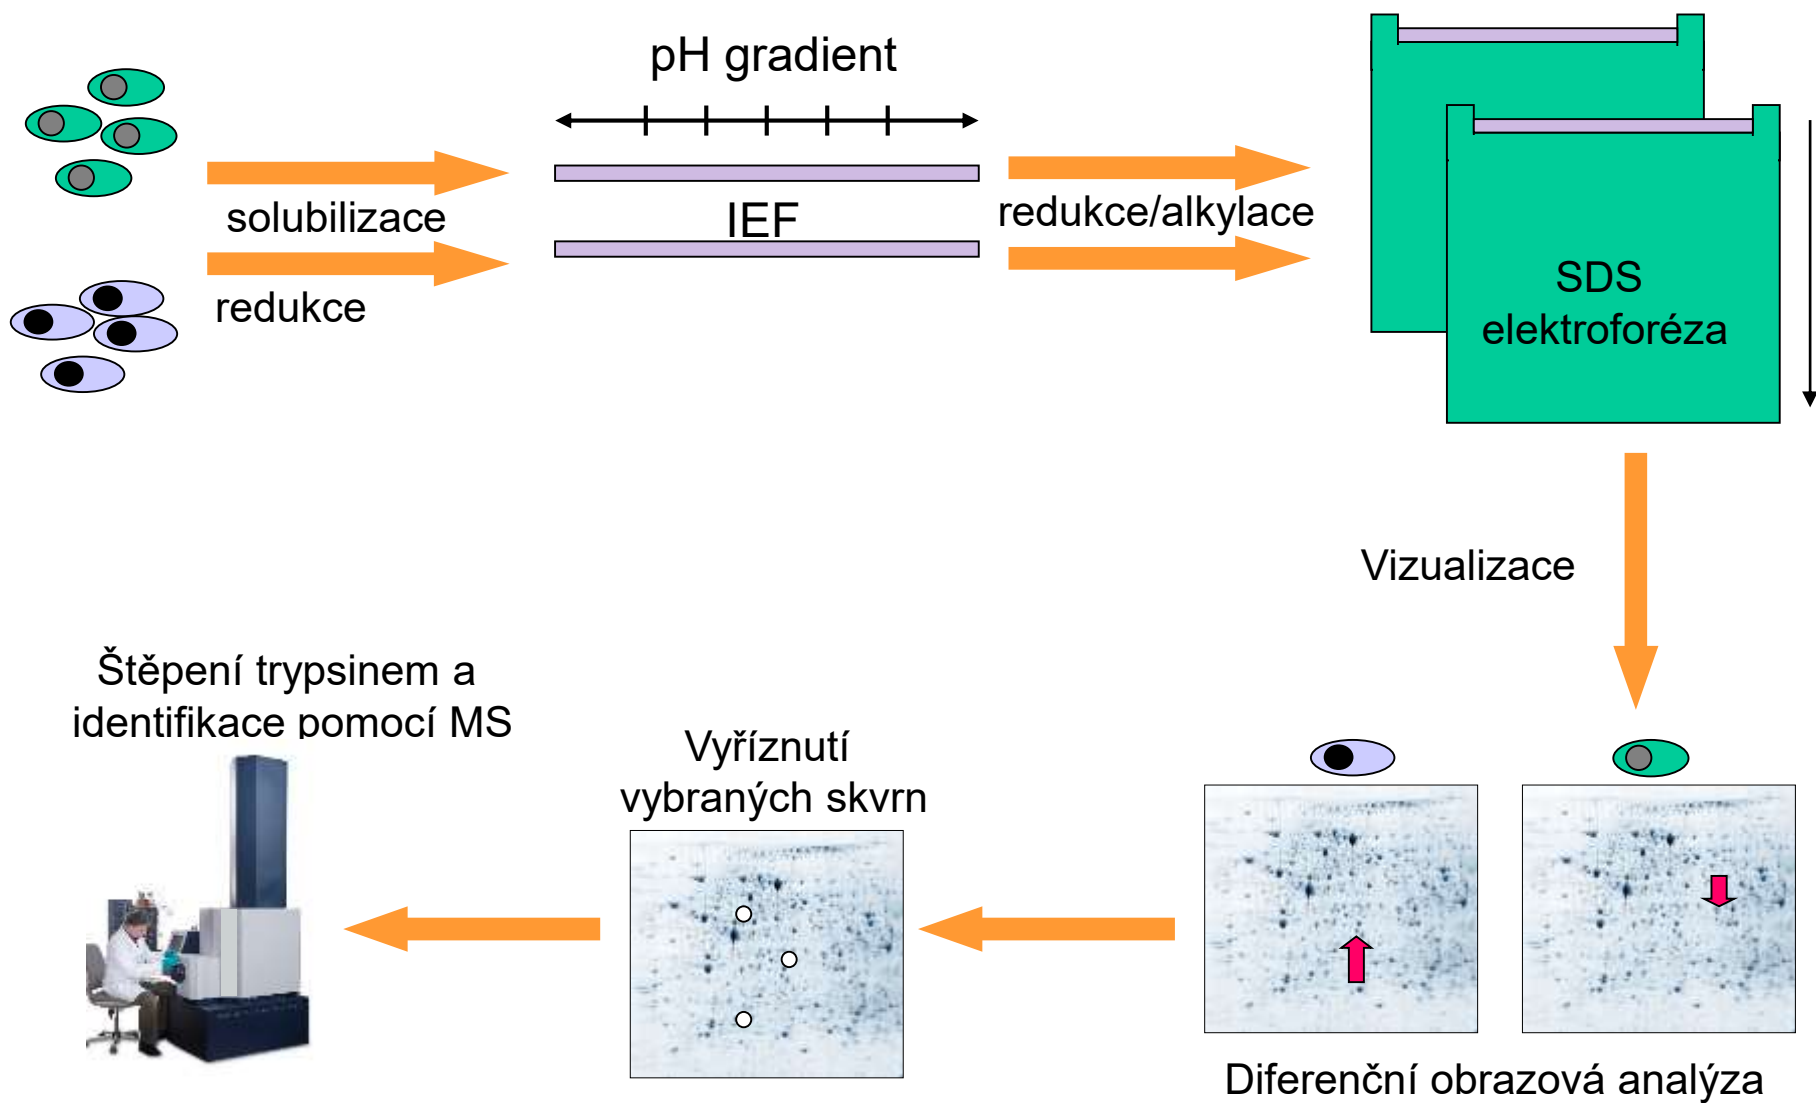 pH gradient
solubilizace
redukce
IEF
redukce/alkylace
SDS
elektroforéza
Vizualizace
Štěpení trypsinem a
identifikace pomocí MS
Vyříznutí
vybraných skvrn
Diferenční obrazová analýza